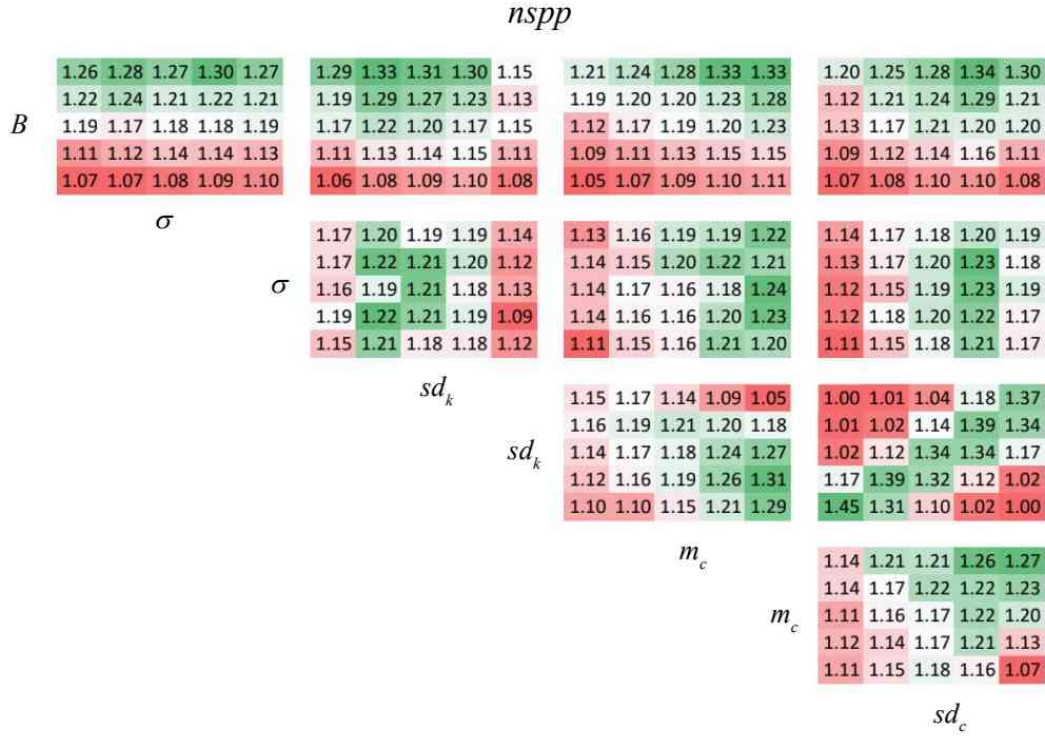 nspp
1.26 1.28 1.27 1.30 1.27 1.29 1.33 1.31 1.30 1.15 1.21 1.24 1.28 1.33 1.33 1.20 1.25 1.28 1.34 1.30
1.22 1.24 1.21 1.22 1.21 1.19 1.29 1.27 1.23 1.13 1.19 1.20 1.20 1.23 1.28 1.12 1.21 1.24 1.29 1.21
B 1.19 1.17 1.18 1.18 1.19 1.17 1.22 1.20 1.17 1.15 1.12 1.17 1.19 1.20 1.23 1.13 1.17 1.21 1.20 1.20
1.11 1.12 1.14 1.14 1.13 1.11 1.13 1.14 1.15 1.11 1.09 1.11 1.13 1.15 1.15 1.09 1.12 1.14 1.16 1.11
1.07 1.07 1.08 1.09 1.10 1.06 1.08 1.09 1.10 1.08 1.05 1.07 1.09 1.10 1.11 1.07 1.08 1.10 1.10 1.08
σ
1.17 1.20 1.19 1.19 1.14 1.13 1.16 1.19 1.19 1.22 1.14 1.17 1.18 1.20 1.19
1.17 1.22 1.21 1.20 1.12 1.14 1.15 1.20 1.22 1.21 1.13 1.17 1.20 1.23 1.18
σ 1.16 1.19 1.21 1.18 1.13 1.14 1.17 1.16 1.18 1.24 1.12 1.15 1.19 1.23 1.19
1.19 1.22 1.21 1.19 1.09 1.14 1.16 1.16 1.20 1.23 1.12 1.18 1.20 1.22 1.17
1.15 1.21 1.18 1.18 1.12 1.11 1.15 1.16 1.21 1.20 1.11 1.15 1.18 1.21 1.17
sd_k
1.15 1.17 1.14 1.09 1.05 1.00 1.01 1.04 1.18 1.37
1.16 1.19 1.21 1.20 1.18 1.01 1.02 1.14 1.39 1.34
sd_k 1.14 1.17 1.18 1.24 1.27 1.02 1.12 1.34 1.34 1.17
1.12 1.16 1.19 1.26 1.31 1.17 1.39 1.32 1.12 1.02
1.10 1.10 1.15 1.21 1.29 1.45 1.31 1.10 1.02 1.00
m_c
1.14 1.21 1.21 1.26 1.27
1.14 1.17 1.22 1.22 1.23
m_c 1.11 1.16 1.17 1.22 1.20
1.12 1.14 1.17 1.21 1.13
1.11 1.15 1.18 1.16 1.07
sd_c